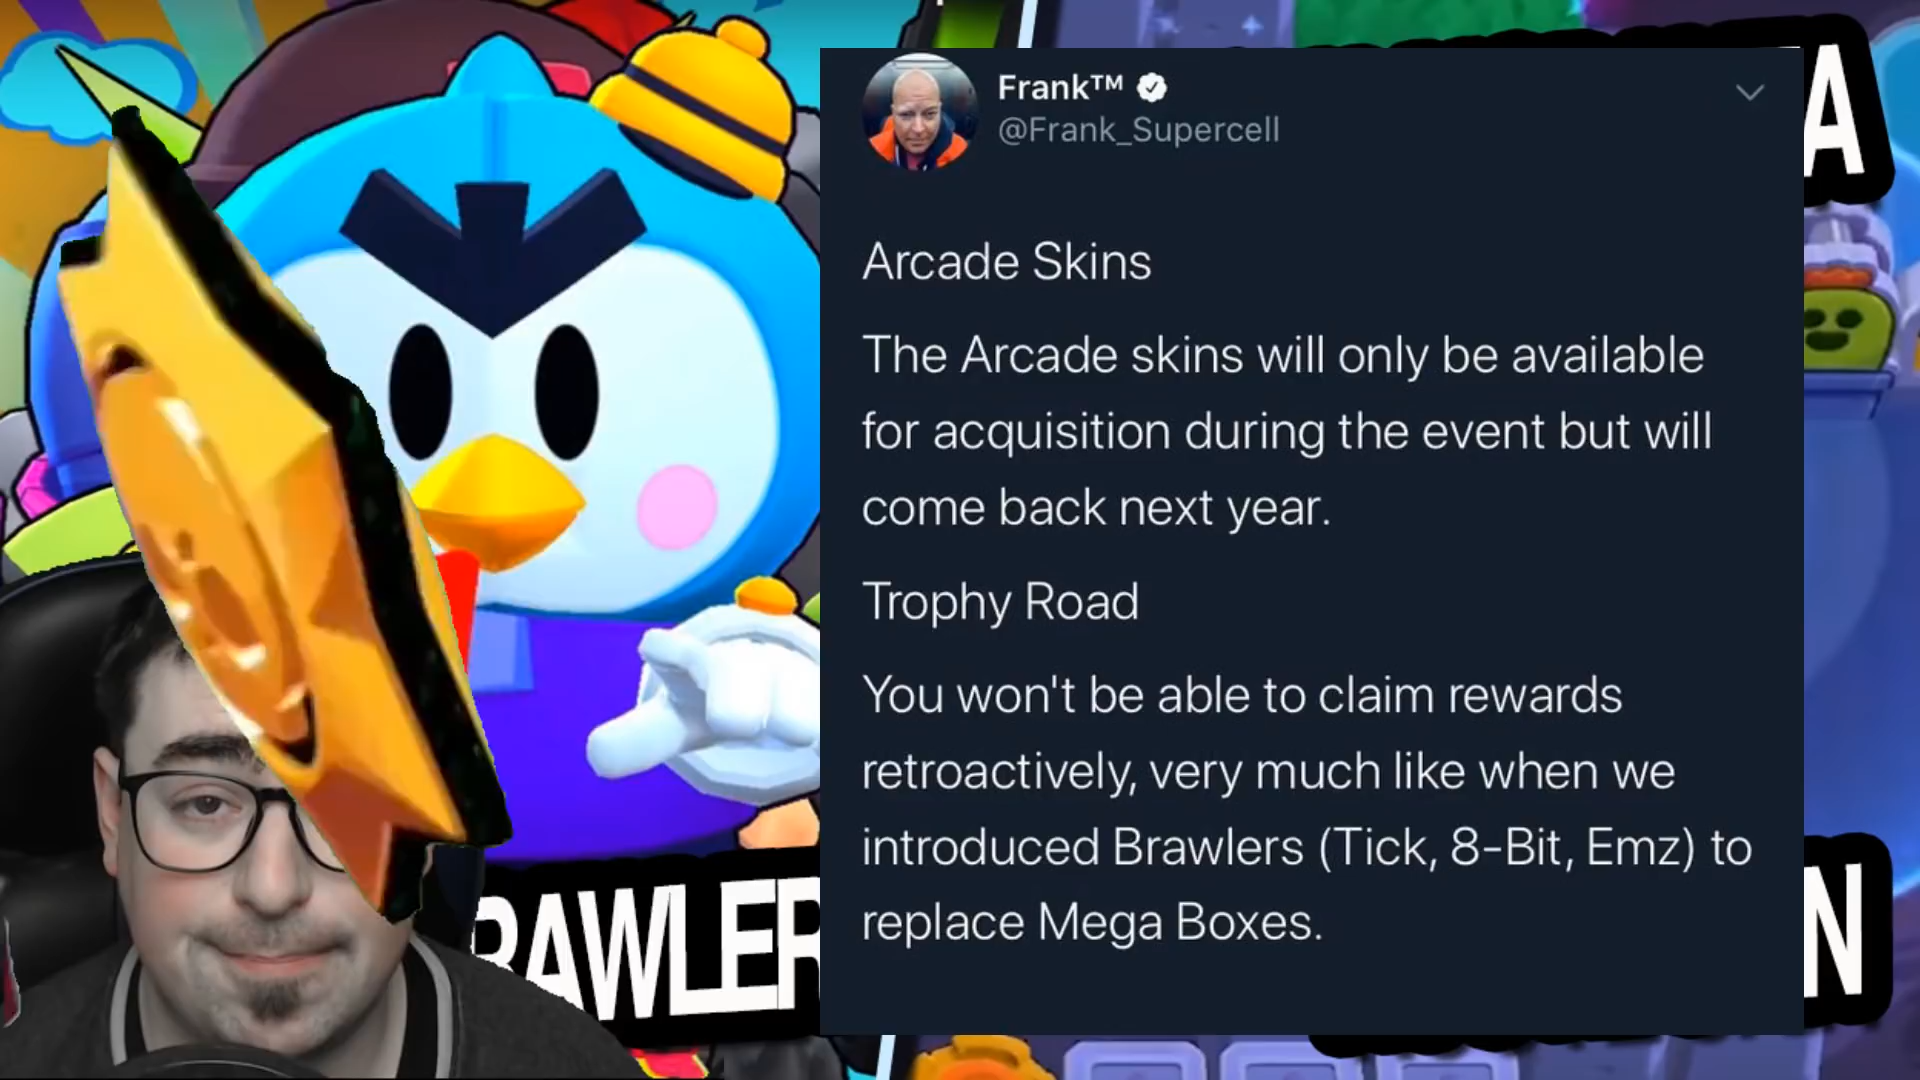 Frank™
@Frank_Supercell
Arcade Skins
The Arcade skins will only be available
for acquisition during the event but will
come back next year.
Trophy Road
You won't be able to claim rewards
retroactively, very much like when we
introduced Brawlers (Tick, 8-Bit, Emz) to
replace Mega Boxes.
A
RAWLER
N